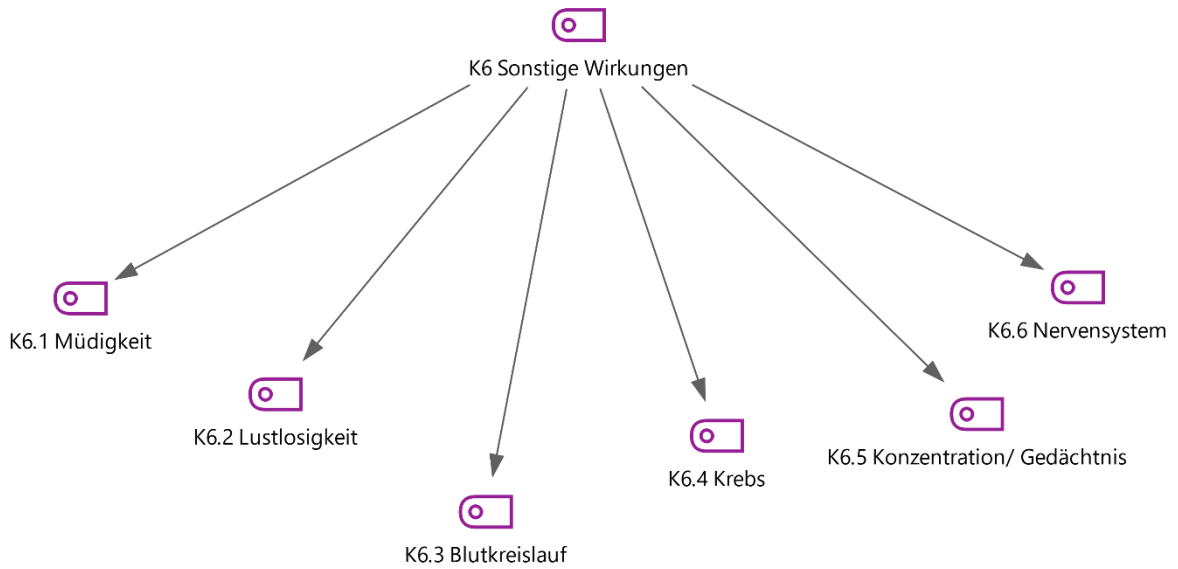 K6 Sonstige Wirkungen
K6.1 Müdigkeit
K6.2 Lustlosigkeit
K6.3 Blutkreislauf
K6.4 Krebs
K6.5 Konzentration/ Gedächtnis
K6.6 Nervensystem